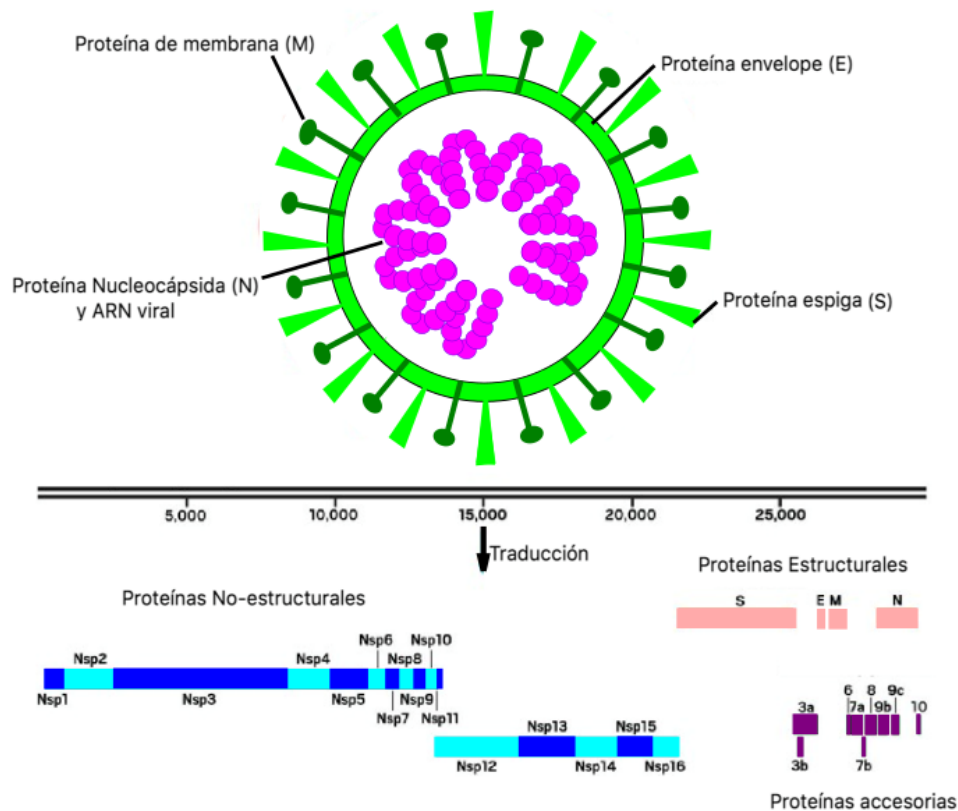 Proteína de membrana (M)
Proteína envelope (E)
Proteína Nucleocápsida (N)
y ARN viral
Proteína espiga (S)
5,000 10,000 15,000 20,000 25,000
Traducción
Proteínas Estructurales
Proteínas No-estructurales
S E M N
Nsp6 Nsp10
Nsp2 Nsp4 Nsp8
Nsp1 Nsp3 Nsp5 Nsp9
Nsp7 Nsp11
6 8 9c
3a 7a 9b 10
Nsp13 Nsp15
Nsp12 Nsp14 Nsp16
3b 7b
Proteínas accesorias